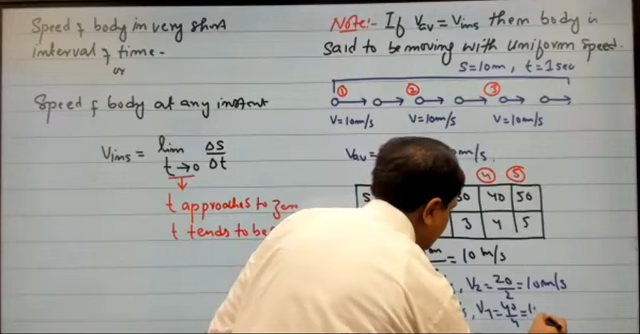 Speed of body in very short
interval of time.
or
Speed of body at any instant
Vins = lim Δs/Δt
t→0
t approaches to zero
t tends to be
Note:- If Vav = Vins then body is
said to be moving with uniform speed.
S=10m, t=1sec
① ② ③
V=10m/s V=10m/s V=10m/s
Vav= m/s.
④ ⑤
S 40 50
3 4 5
= 10 m/s
, V2 = 20/2 = 10m/s